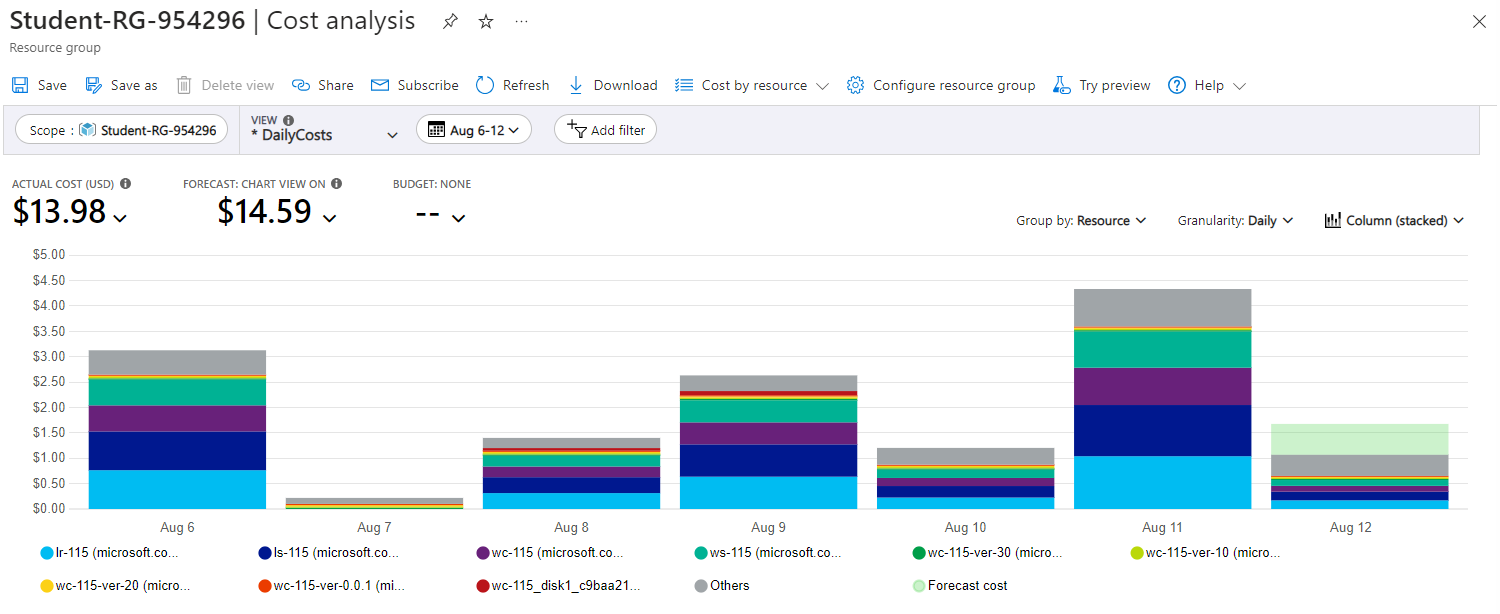 Student-RG-954296 | Cost analysis
Resource group
Save Save as Delete view Share Subscribe Refresh Download Cost by resource Configure resource group Try preview Help
Scope : Student-RG-954296
VIEW
* DailyCosts
Aug 6-12
Add filter
ACTUAL COST (USD) FORECAST: CHART VIEW ON BUDGET: NONE
$13.98 $14.59 --
Group by: Resource Granularity: Daily Column (stacked)
$5.00
$4.50
$4.00
$3.50
$3.00
$2.50
$2.00
$1.50
$1.00
$0.50
$0.00
Aug 6 Aug 7 Aug 8 Aug 9 Aug 10 Aug 11 Aug 12
lr-115 (microsoft.co... ls-115 (microsoft.co... wc-115 (microsoft.co... ws-115 (microsoft.co... wc-115-ver-30 (micro... wc-115-ver-10 (micro...
wc-115-ver-20 (micro... wc-115-ver-0.0.1 (mi... wc-115_disk1_c9baa21... Others Forecast cost